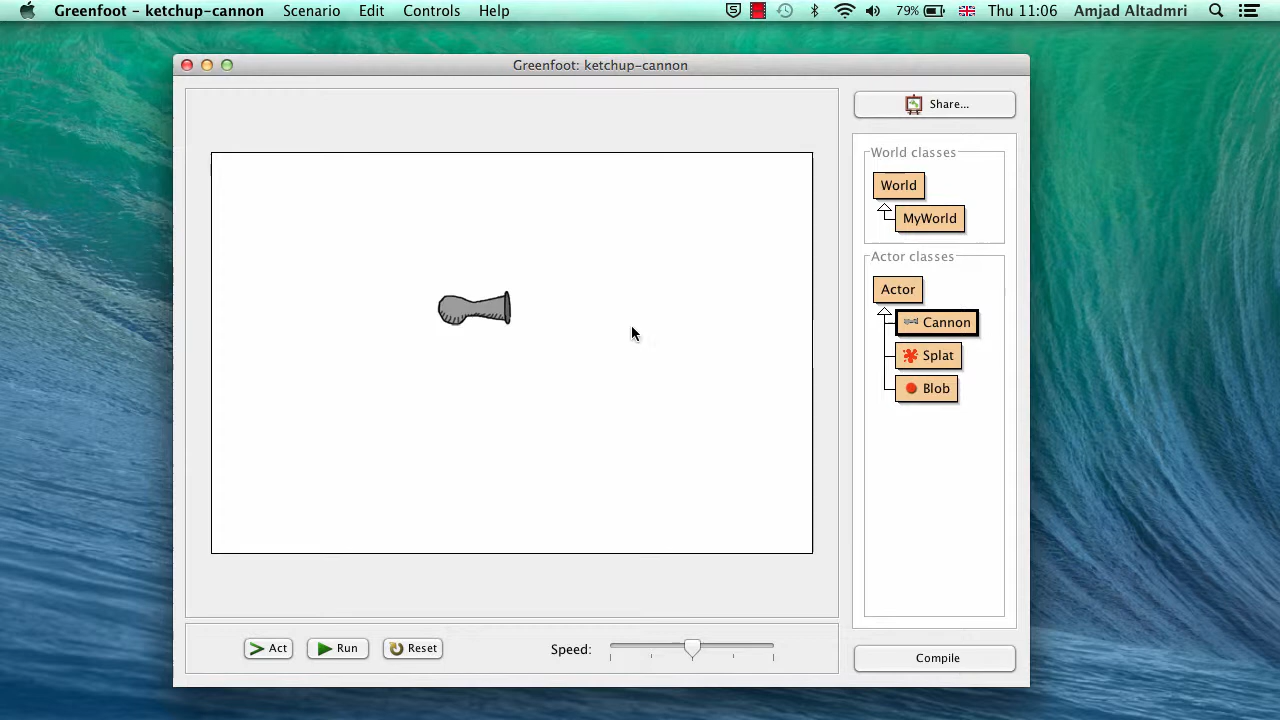 Greenfoot – ketchup-cannon Scenario Edit Controls Help 79% Thu 11:06 Amjad Altadmri
Greenfoot: ketchup-cannon
Share...
World classes
World
MyWorld
Actor classes
Actor
Cannon
Splat
Blob
Act Run Reset Speed:
Compile